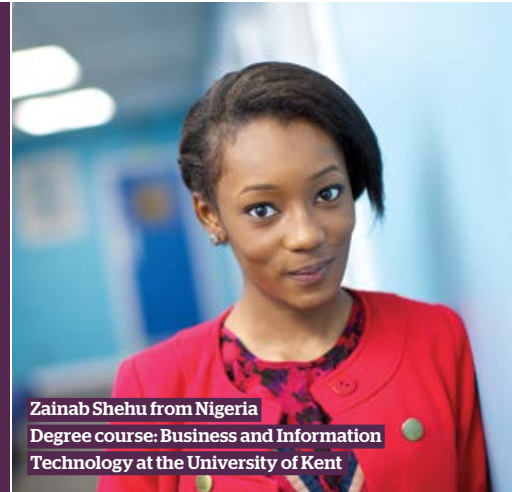 Zainab Shehu from Nigeria
Degree course: Business and Information
Technology at the University of Kent